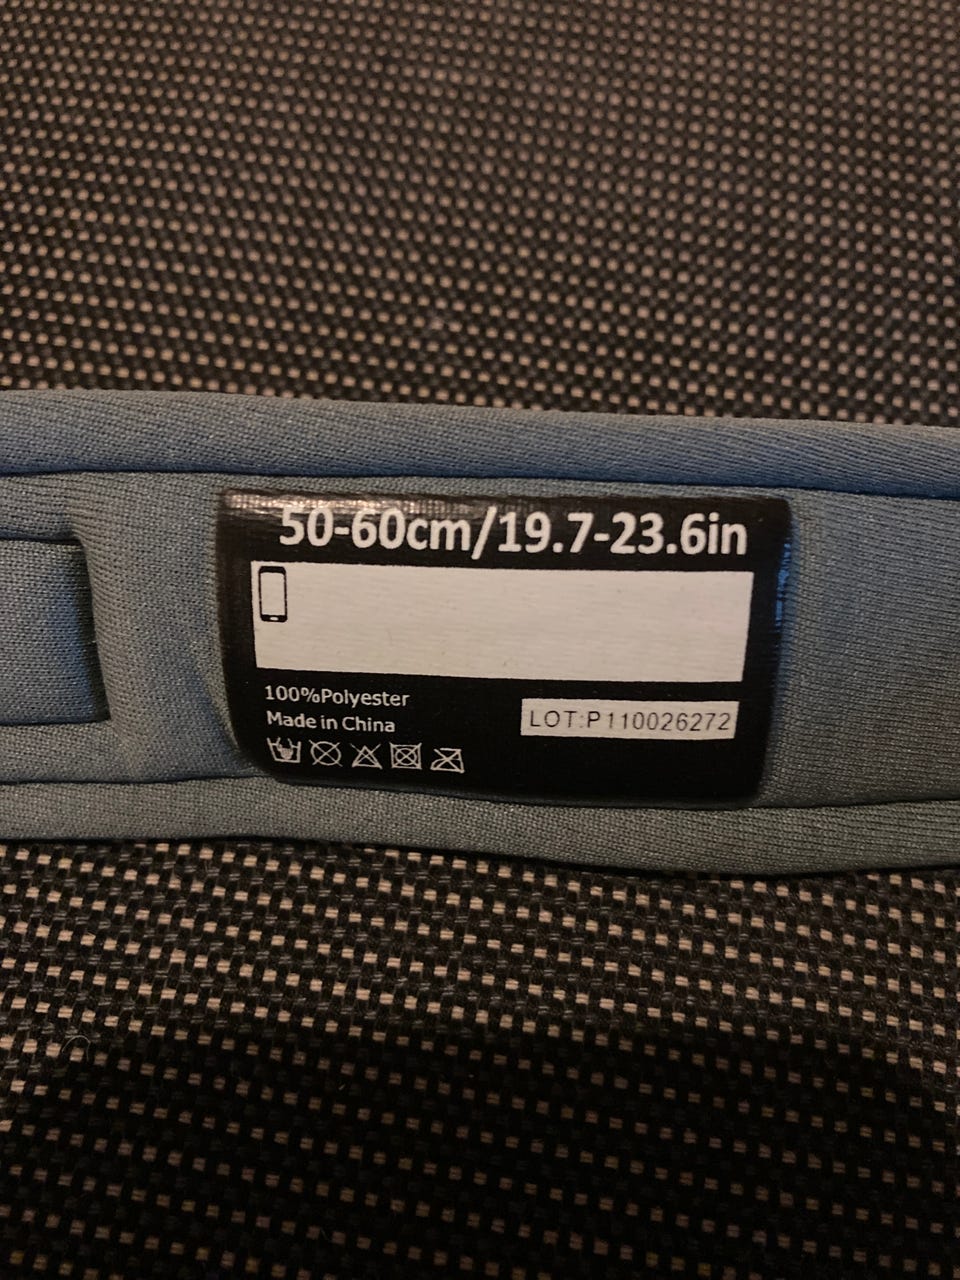 50-60cm/19.7-23.6in
100%Polyester
Made in China
LOT:P110026272